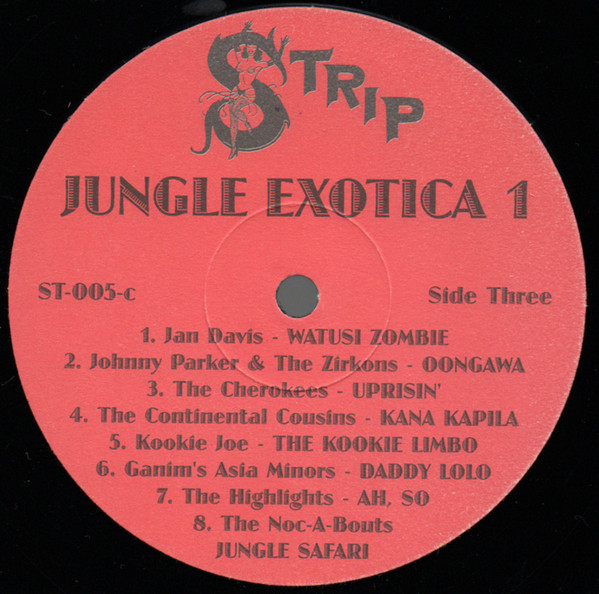 STRIP
JUNGLE EXOTICA 1
ST-005-c
Side Three
1. Jan Davis - WATUSI ZOMBIE
2. Johnny Parker & The Zirkons - OONGAWA
3. The Cherokees - UPRISIN'
4. The Continental Cousins - KANA KAPILA
5. Kookie Joe - THE KOOKIE LIMBO
6. Ganim's Asia Minors - DADDY LOLO
7. The Highlights - AH, SO
8. The Noc-A-Bouts
JUNGLE SAFARI